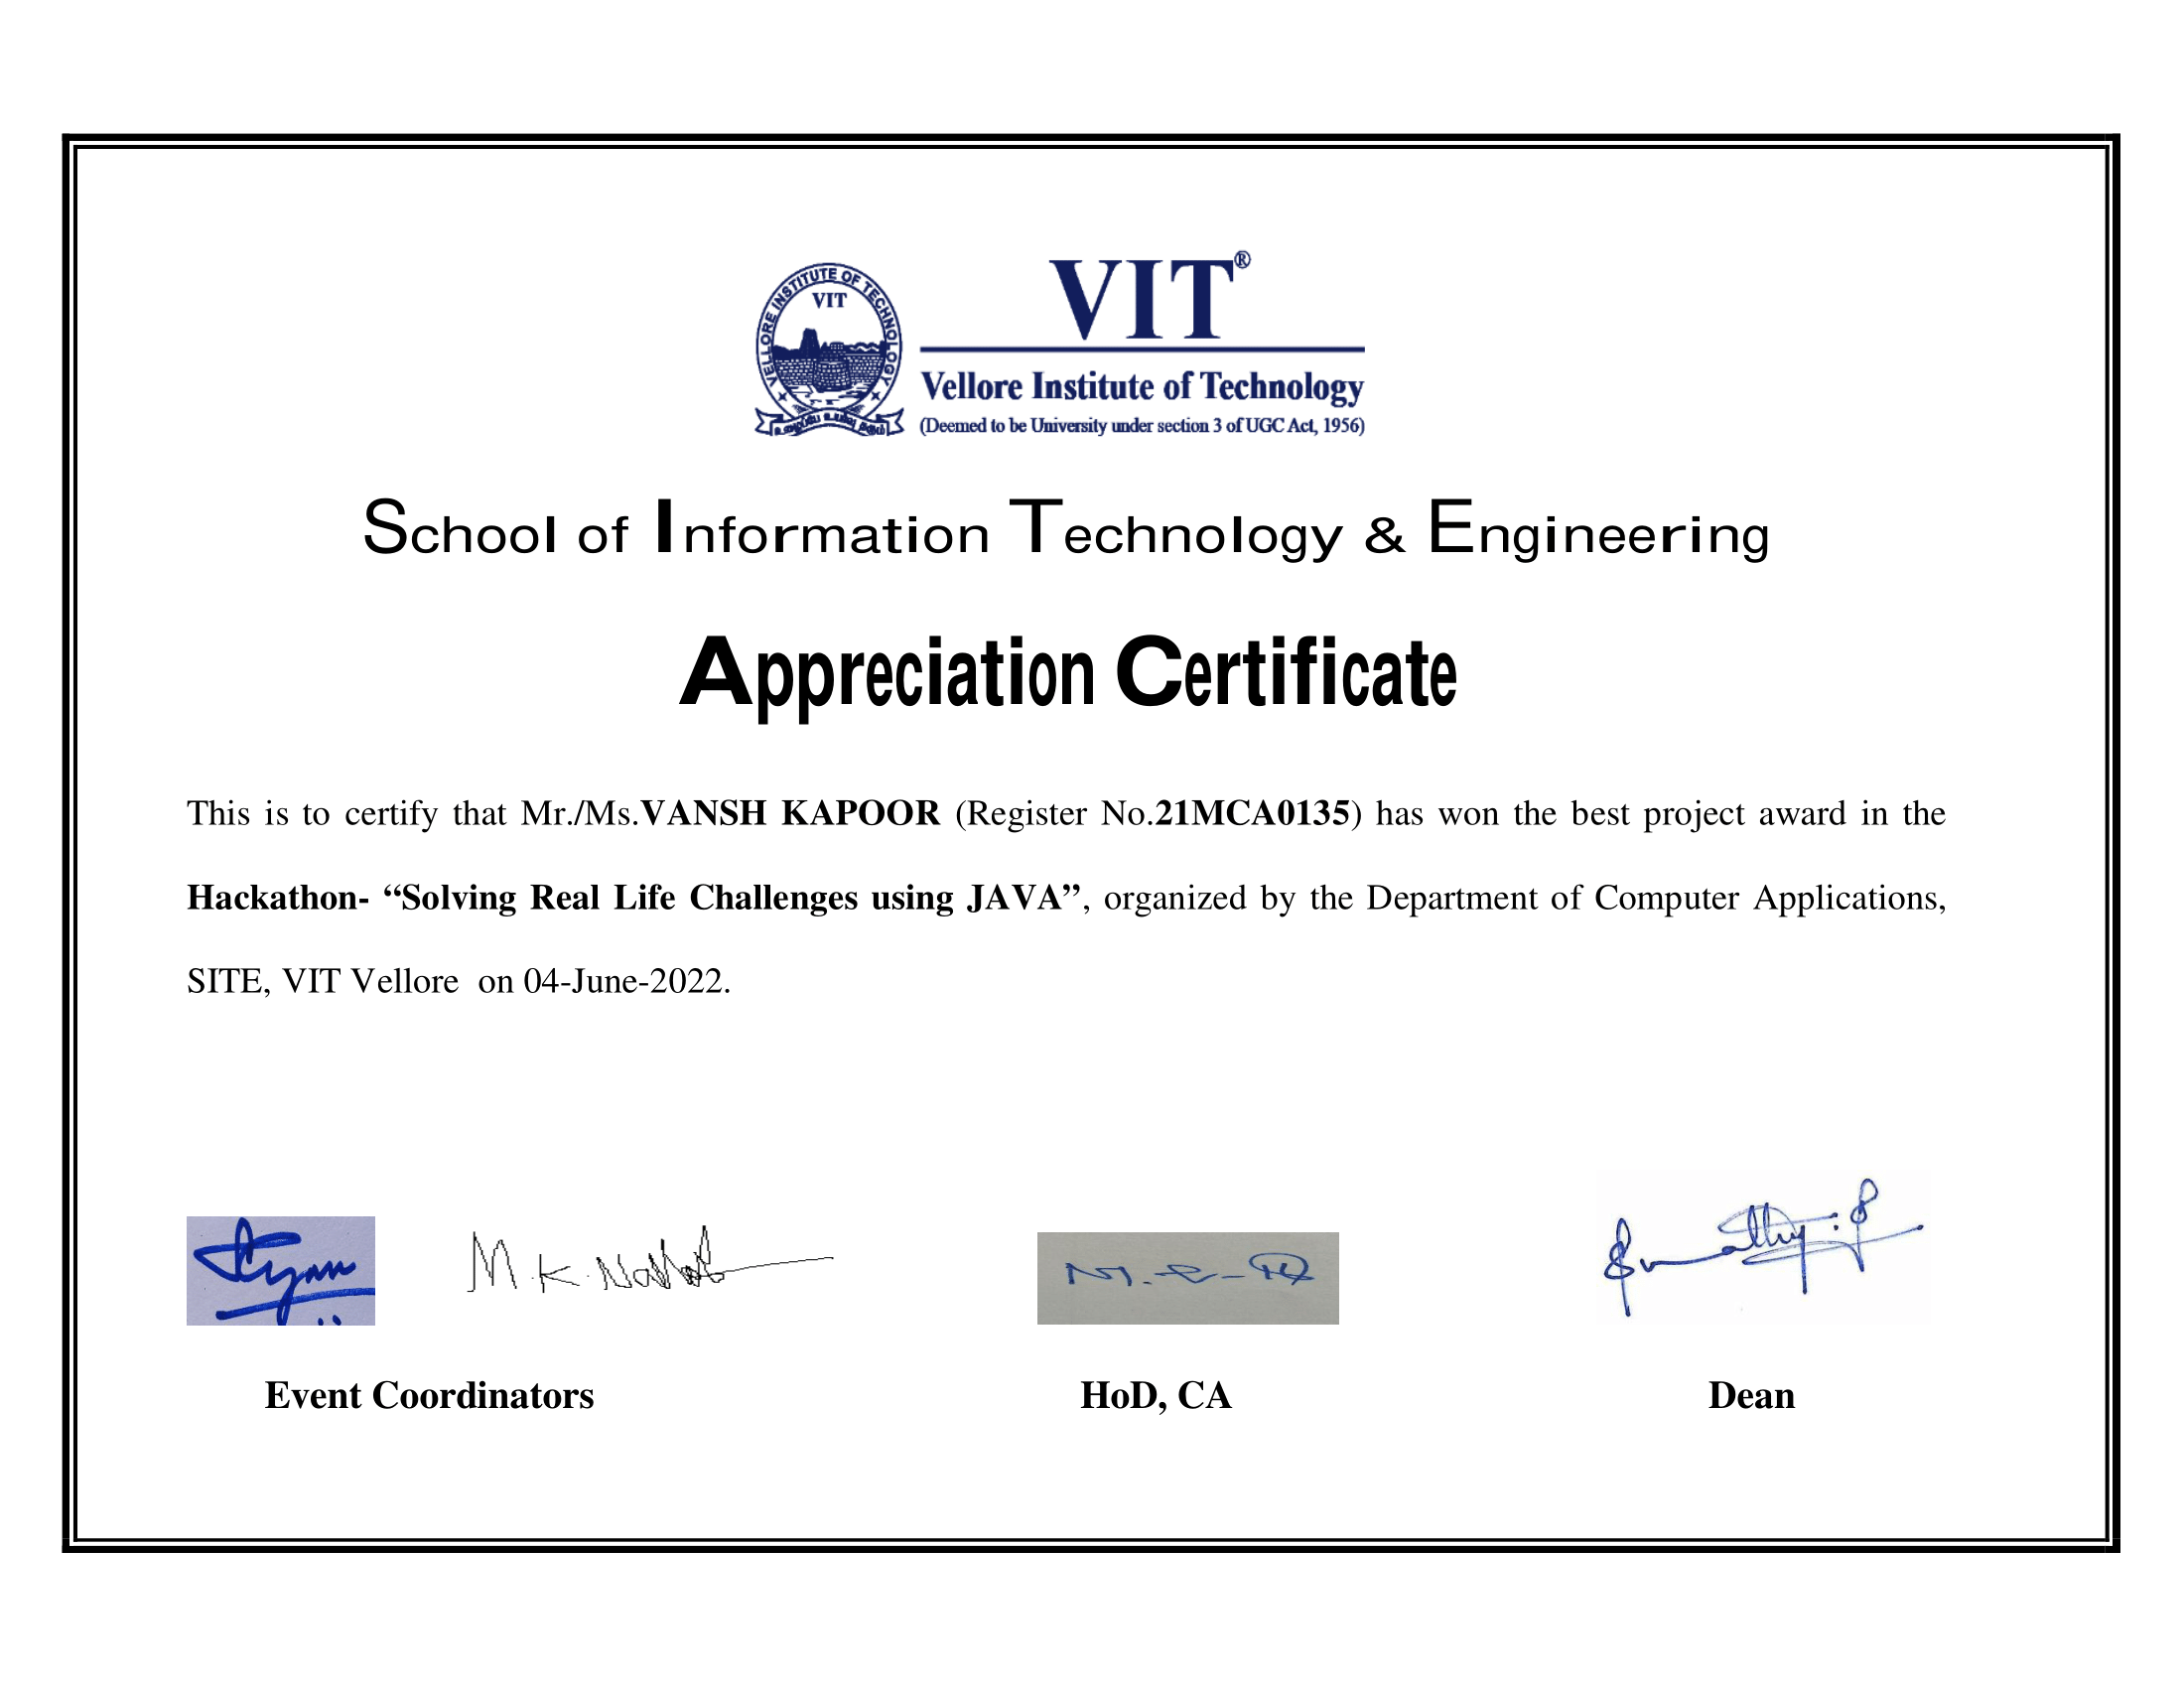 VELLORE INSTITUTE OF TECHNOLOGY
VIT
VIT®
Vellore Institute of Technology
(Deemed to be University under section 3 of UGC Act, 1956)
School of Information Technology & Engineering
Appreciation Certificate
This is to certify that Mr./Ms.VANSH KAPOOR (Register No.21MCA0135) has won the best project award in the
Hackathon- “Solving Real Life Challenges using JAVA”, organized by the Department of Computer Applications,
SITE, VIT Vellore  on 04-June-2022.
M.K.
Event Coordinators
HoD, CA
Dean